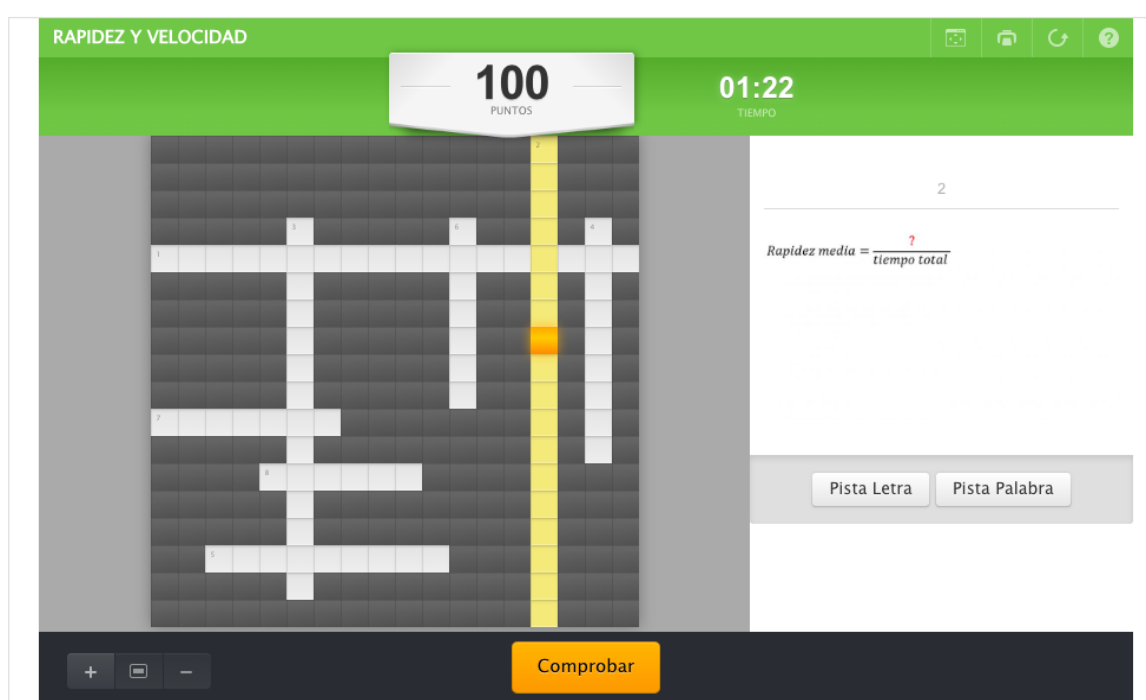 RAPIDEZ Y VELOCIDAD
100
PUNTOS
01:22
TIEMPO
2
3
6
4
1
7
8
5
2
Rapidez media = ?/tiempo total
Pista Letra
Pista Palabra
Comprobar